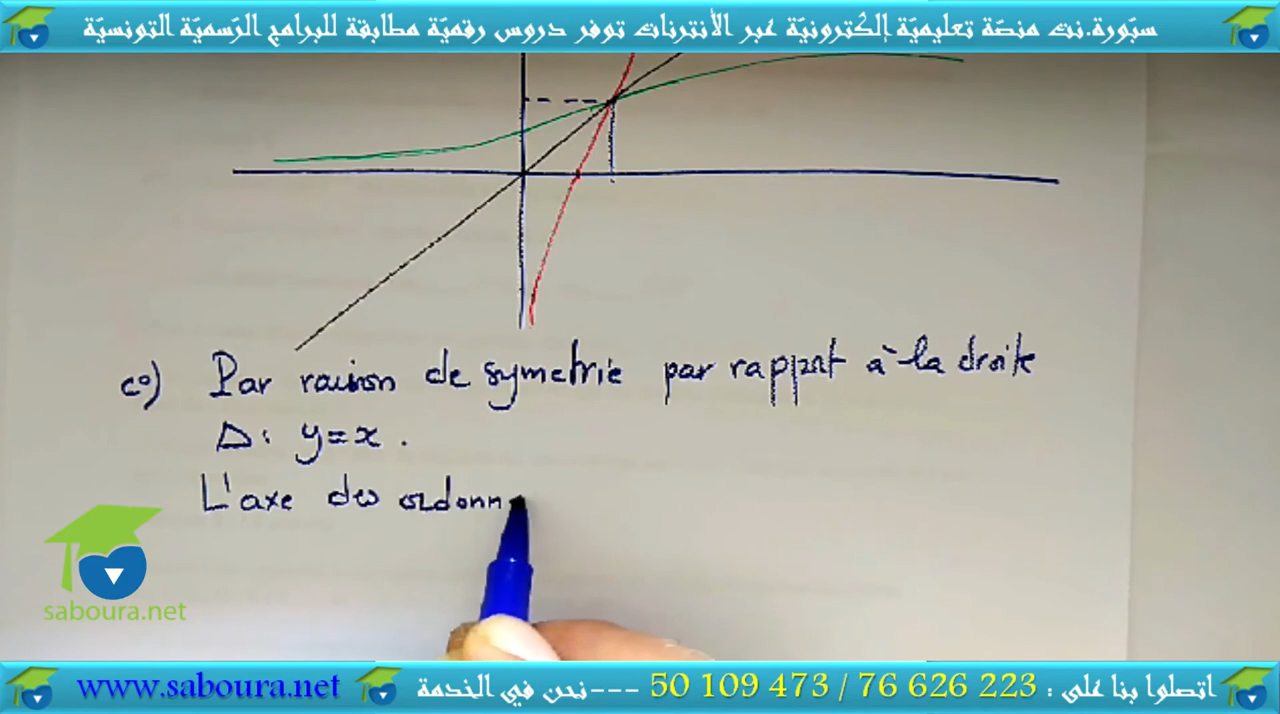 سبّورة.نت منصّة تعليميّة إلكترونيّة عبر الأنترنات توفر دروس رقميّة مطابقة للبرامج الرّسميّة التونسيّة
c°) Par raison de symetrie par rapport à la droite
Δ: y=x.
L'axe des ordonn
saboura.net
www.saboura.net اتصلوا بنا على : 223 626 76 / 473 109 50 ---نحن في الخدمة